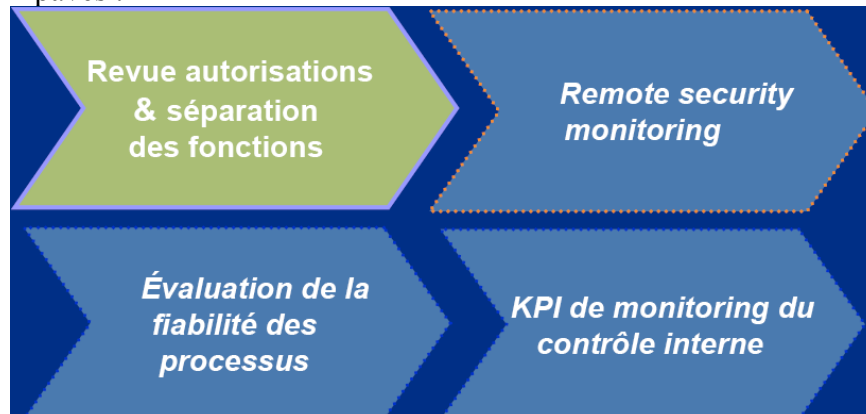 Revue autorisations
& séparation
des fonctions
Remote security
monitoring
Évaluation de la
fiabilité des
processus
KPI de monitoring du
contrôle interne